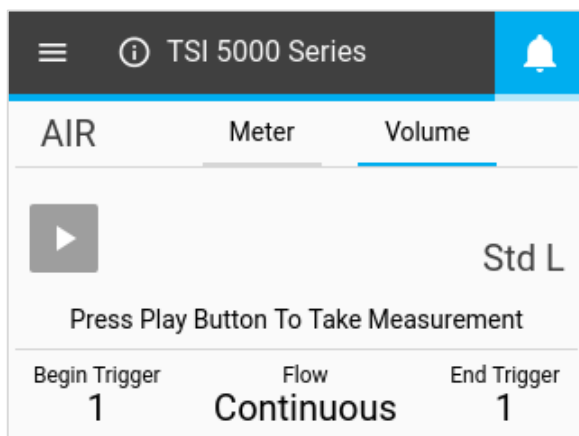 TSI 5000 Series
AIR Meter Volume
Std L
Press Play Button To Take Measurement
Begin Trigger Flow End Trigger
1 Continuous 1